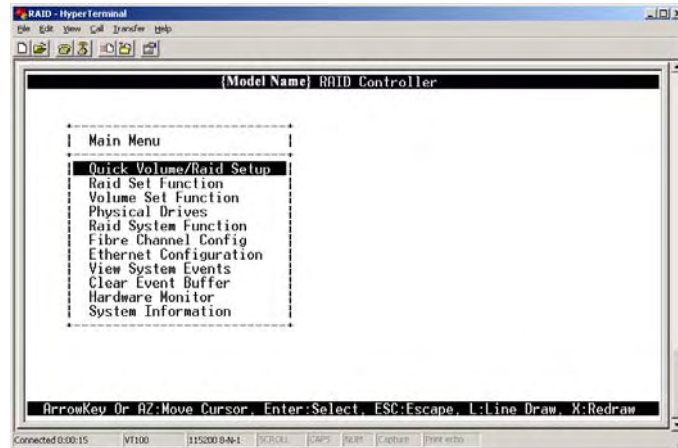 RAID - HyperTerminal
File Edit View Call Transfer Help
{Model Name} RAID Controller
Main Menu
Quick Volume/Raid Setup
Raid Set Function
Volume Set Function
Physical Drives
Raid System Function
Fibre Channel Config
Ethernet Configuration
View System Events
Clear Event Buffer
Hardware Monitor
System Information
ArrowKey Or AZ:Move Cursor, Enter:Select, ESC:Escape, L:Line Draw, X:Redraw
Connected 0:00:15 VT100 115200 8-N-1 SCROLL CAPS NUM Capture Print echo